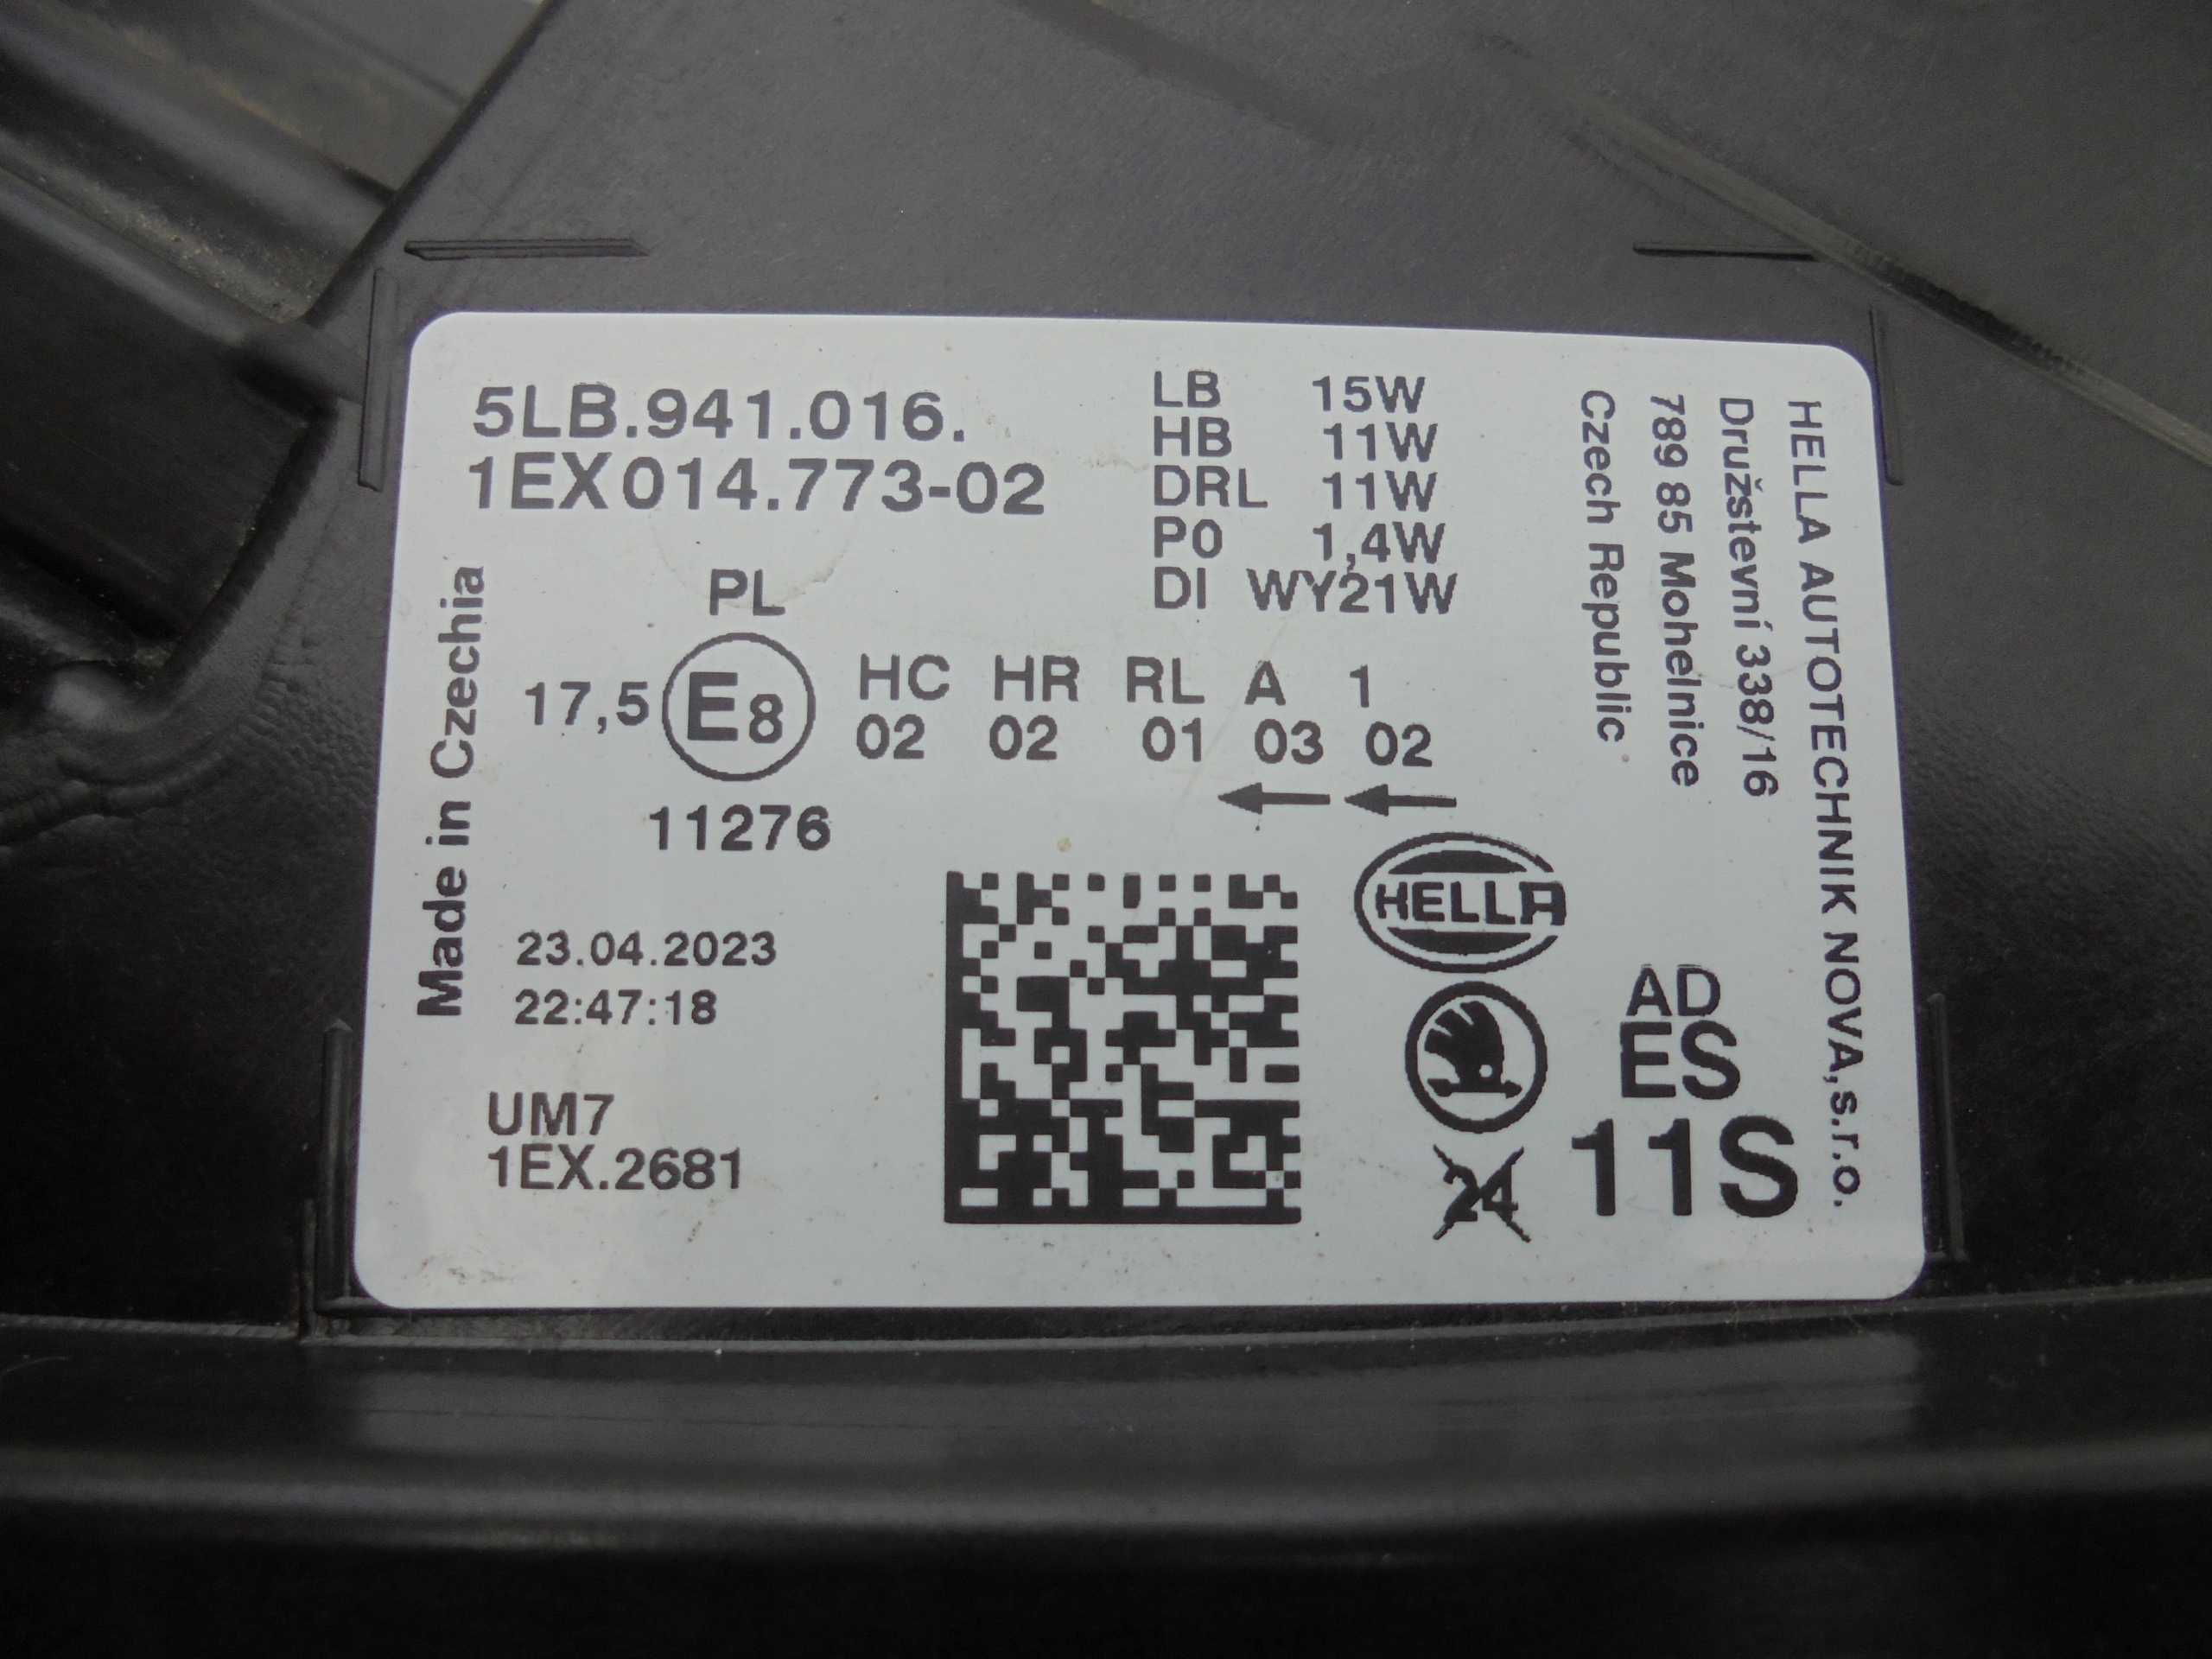 5LB.941.016.
1EX014.773-02
LB 15W
HB 11W
DRL 11W
PO 1,4W
DI WY21W
PL
17,5 E8 HC HR RL A 1
02 02 01 03 02
11276
Made in Czechia
23.04.2023
22:47:18
UM7
1EX.2681
HELLA
AD
ES
11S
24
HELLA AUTOTECHNIK NOVA,s.r.o.
Družstevní 338/16
789 85 Mohelnice
Czech Republic